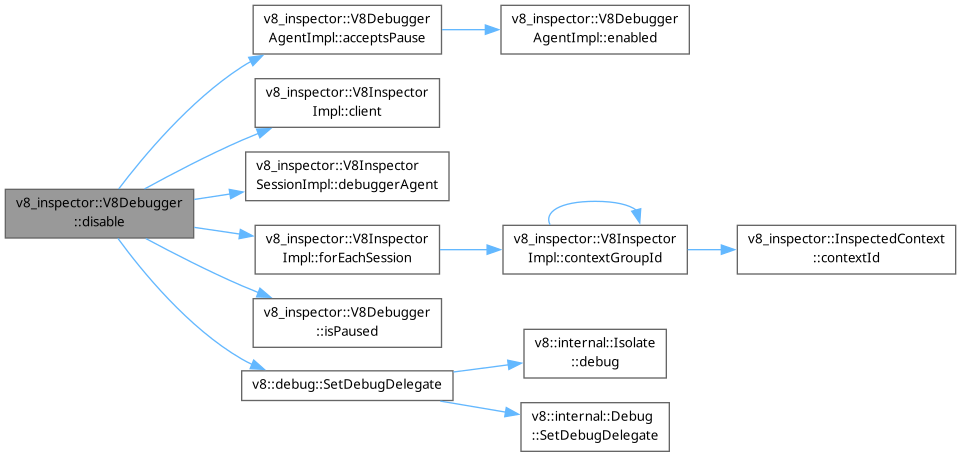 v8_inspector::V8Debugger
::disable
v8_inspector::V8Debugger
AgentImpl::acceptsPause
v8_inspector::V8Debugger
AgentImpl::enabled
v8_inspector::V8Inspector
Impl::client
v8_inspector::V8Inspector
SessionImpl::debuggerAgent
v8_inspector::V8Inspector
Impl::forEachSession
v8_inspector::V8Inspector
Impl::contextGroupId
v8_inspector::InspectedContext
::contextId
v8_inspector::V8Debugger
::isPaused
v8::debug::SetDebugDelegate
v8::internal::Isolate
::debug
v8::internal::Debug
::SetDebugDelegate